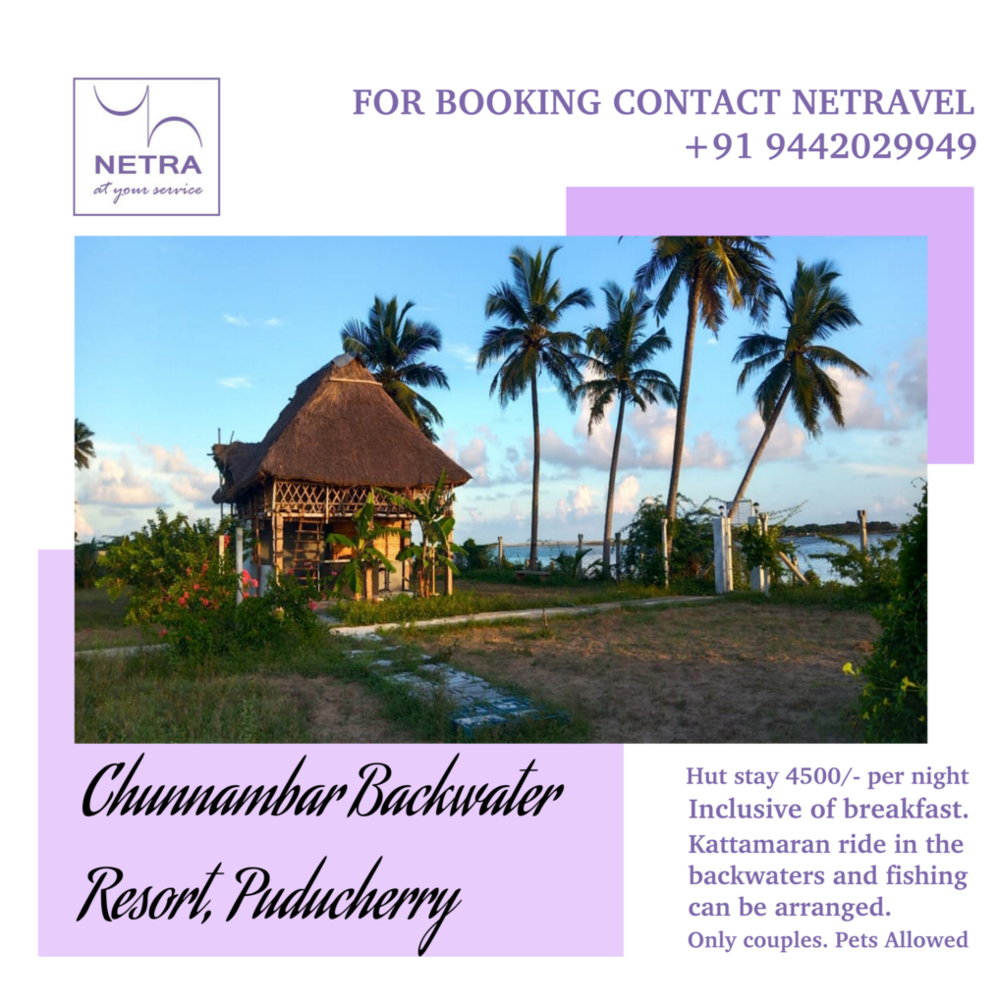 NETRA
at your service
FOR BOOKING CONTACT NETRAVEL
+91 9442029949
Chunnambar Backwater
Resort, Puducherry
Hut stay 4500/- per night
Inclusive of breakfast.
Kattamaran ride in the
backwaters and fishing
can be arranged.
Only couples. Pets Allowed